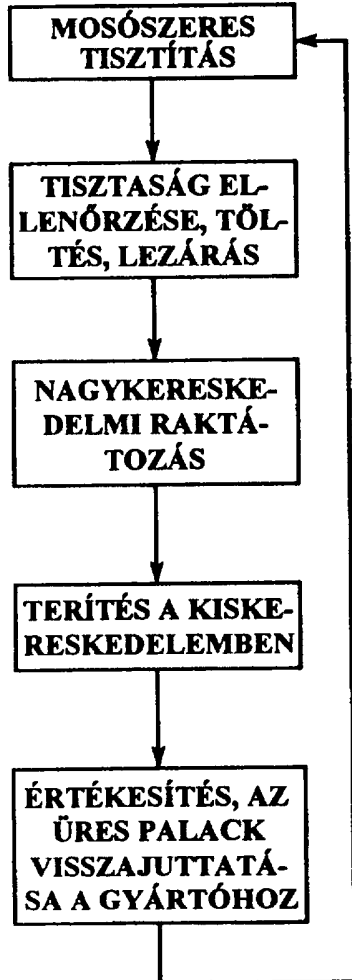 MOSÓSZERES
TISZTÍTÁS
TISZTASÁG EL-
LENŐRZÉSE, TÖL-
TÉS, LEZÁRÁS
NAGYKERESKE-
DELMI RAKTÁ-
TOZÁS
TERÍTÉS A KISKE-
RESKEDELEMBEN
ÉRTÉKESÍTÉS, AZ
ÜRES PALACK
VISSZAJUTTATÁ-
SA A GYÁRTÓHOZ